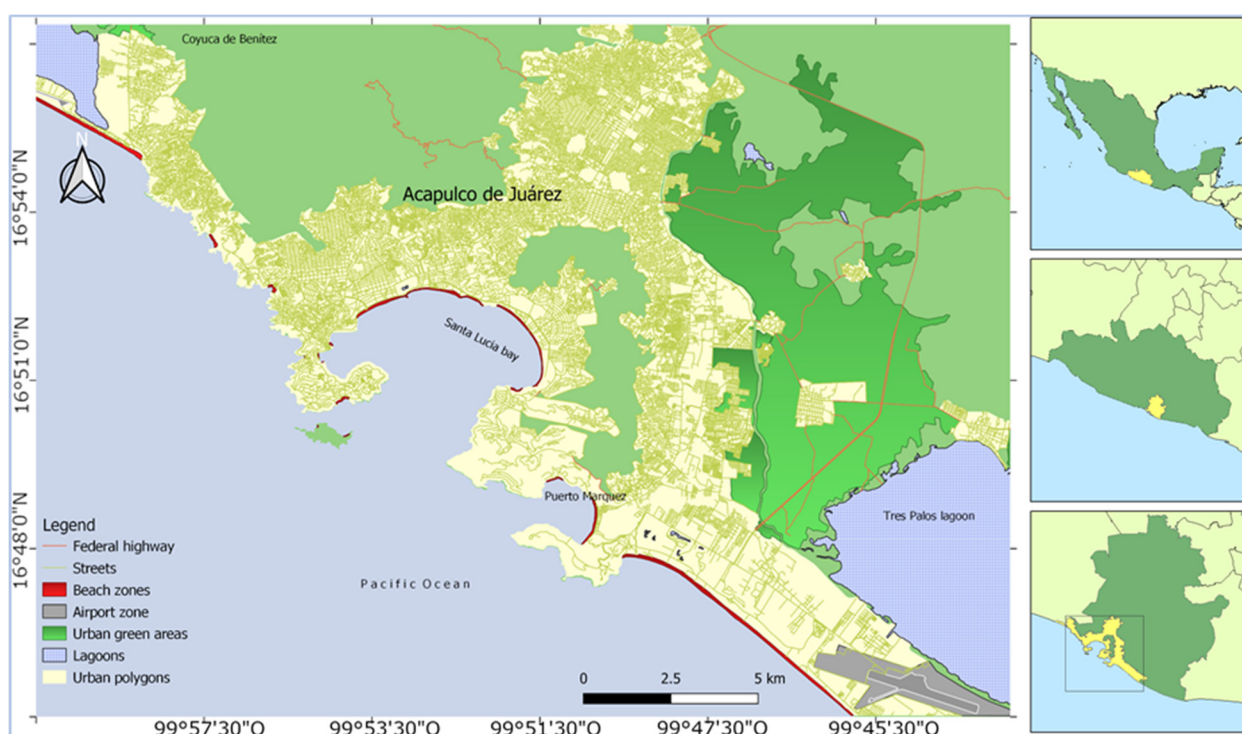 Coyuca de Benítez
N
Acapulco de Juárez
Santa Lucia bay
Puerto Marquez
Tres Palos lagoon
Pacific Ocean
16°54'0"N
16°51'0"N
16°48'0"N
Legend
Federal highway
Streets
Beach zones
Airport zone
Urban green areas
Lagoons
Urban polygons
0 2.5 5 km
99°57'30"O 99°53'30"O 99°51'30"O 99°47'30"O 99°45'30"O